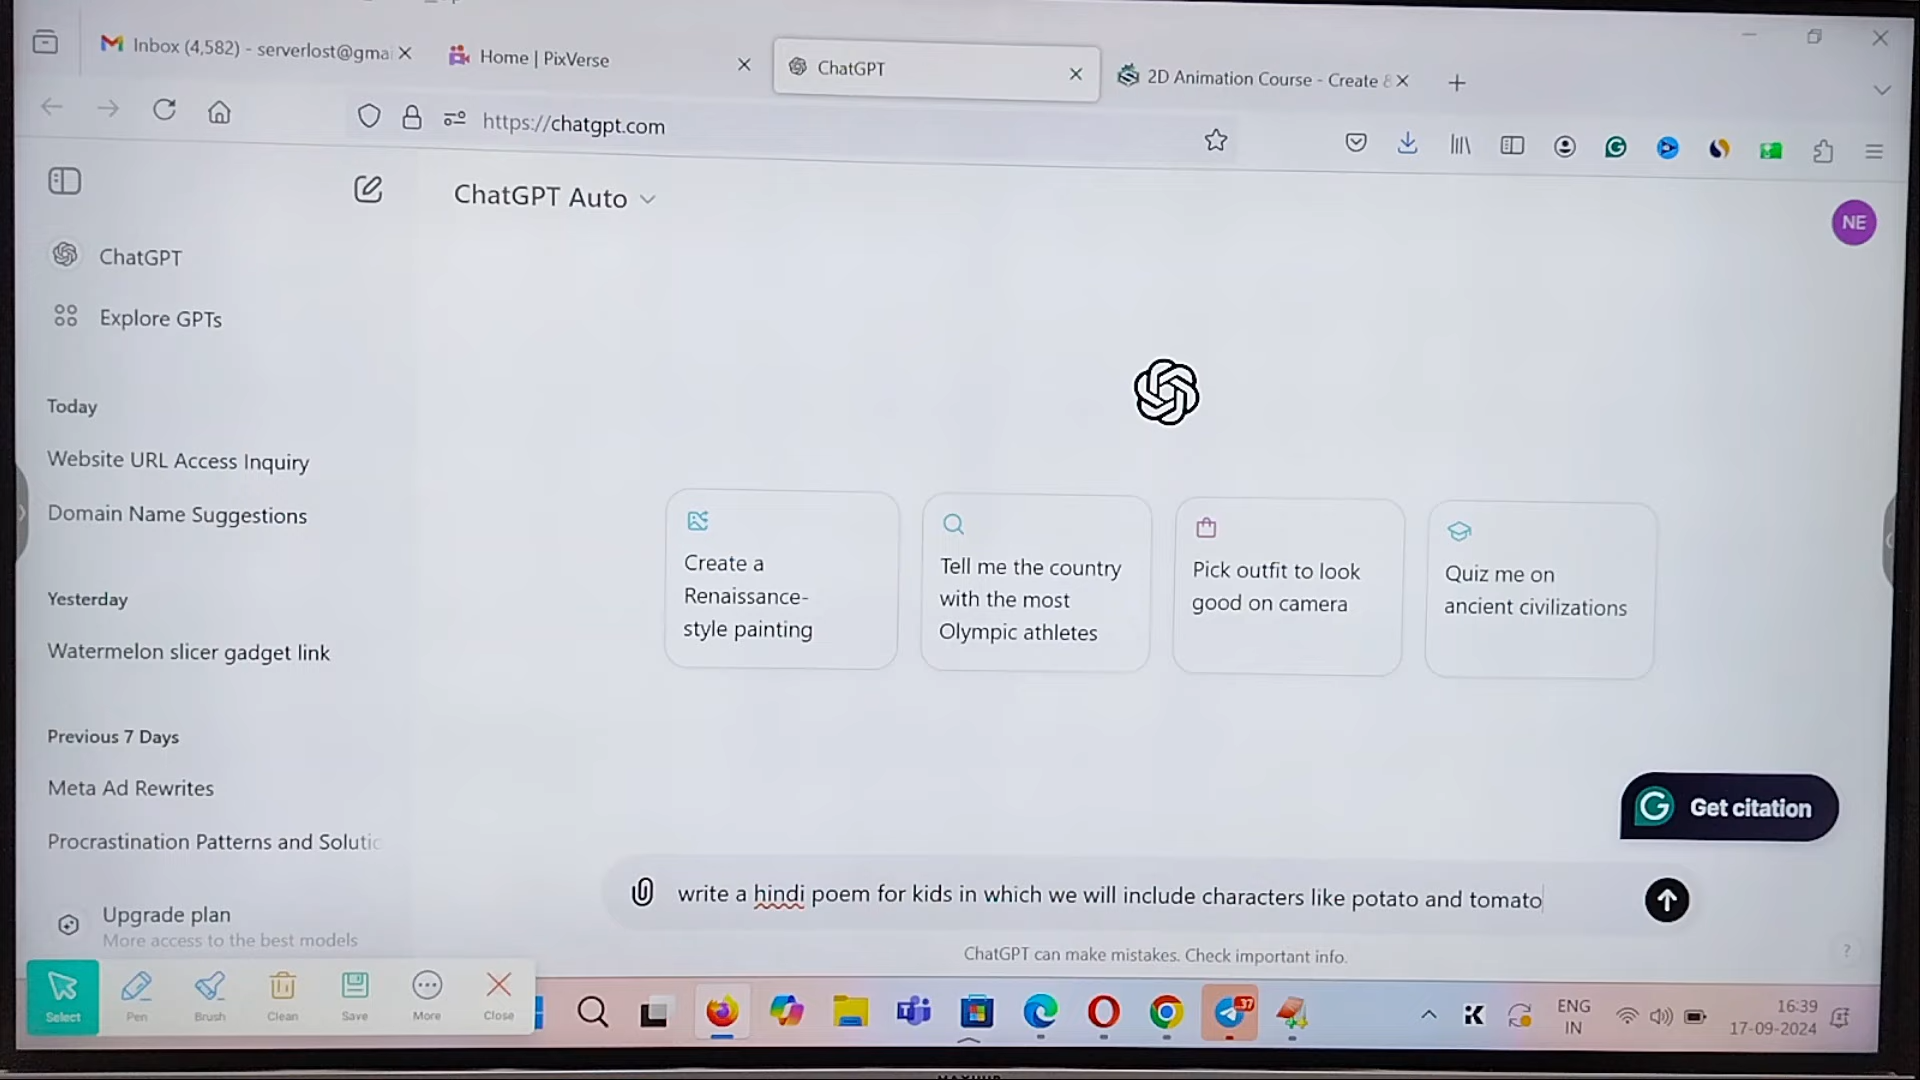 Inbox (4,582) - serverlost@gma
Home | PixVerse
ChatGPT
2D Animation Course - Create &
https://chatgpt.com
ChatGPT Auto
NE
ChatGPT
Explore GPTs
Today
Website URL Access Inquiry
Domain Name Suggestions
Yesterday
Watermelon slicer gadget link
Previous 7 Days
Meta Ad Rewrites
Procrastination Patterns and Solutic
Upgrade plan
More access to the best models
Create a
Renaissance-
style painting
Tell me the country
with the most
Olympic athletes
Pick outfit to look
good on camera
Quiz me on
ancient civilizations
Get citation
write a hindi poem for kids in which we will include characters like potato and tomato
ChatGPT can make mistakes. Check important info.
?
Select
Pen
Brush
Clean
Save
More
Close
37
ENG
IN
16:39
17-09-2024